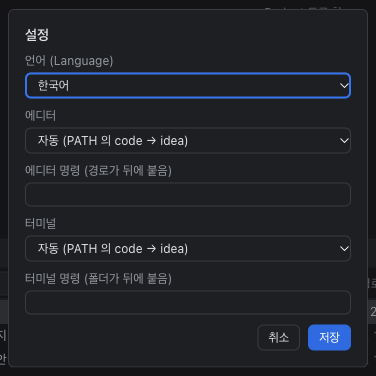 설정
언어 (Language)
한국어
에디터
자동 (PATH 의 code → idea)
에디터 명령 (경로가 뒤에 붙음)
터미널
자동 (PATH 의 code → idea)
터미널 명령 (폴더가 뒤에 붙음)
취소 저장